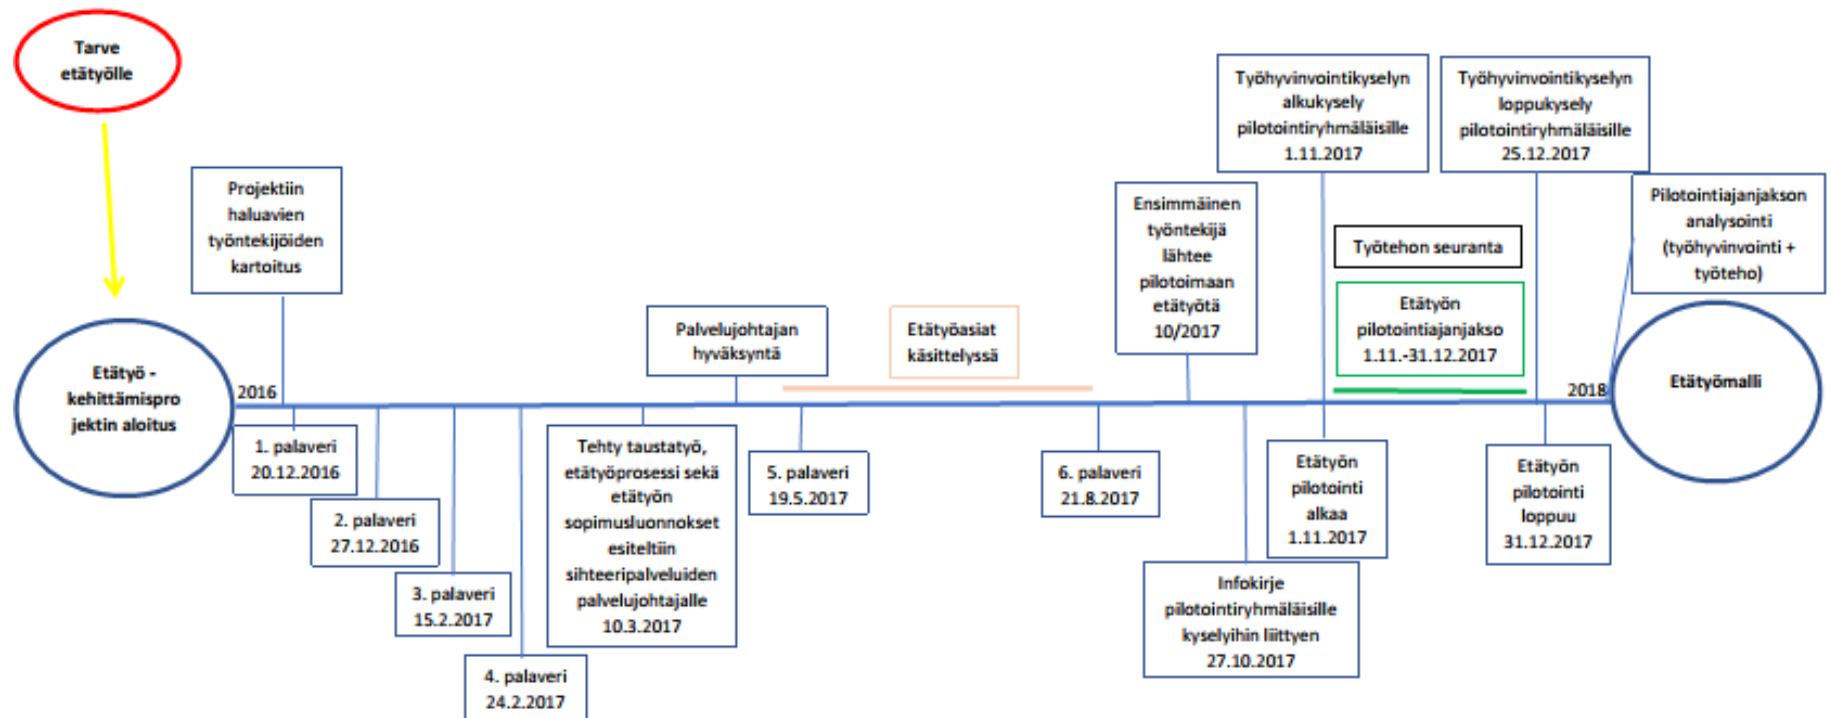 Tarve
etätyölle
Työhyvinvointikyselyn
alkukysely
pilotointiryhmäläisille
1.11.2017
Työhyvinvointikyselyn
loppukysely
pilotointiryhmäläisille
25.12.2017
Projektiin
haluavien
työntekijöiden
kartoitus
Ensimmäinen
työntekijä
lähtee
pilotoimaan
etätyötä
10/2017
Pilotointiajanjakson
analysointi
(työhyvinvointi +
työteho)
Työtehon seuranta
Palvelujohtajan
hyväksyntä
Etätyöasiat
käsittelyssä
Etätyön
pilotointiajanjakso
1.11.-31.12.2017
Etätyö -
kehittämispro
jektin aloitus
2016
2018
Etätyömalli
1. palaveri
20.12.2016
2. palaveri
27.12.2016
3. palaveri
15.2.2017
4. palaveri
24.2.2017
Tehty taustatyö,
etätyöprosessi sekä
etätyön
sopimusluonnokset
esiteltiin
sihteeripalveluiden
palvelujohtajalle
10.3.2017
5. palaveri
19.5.2017
6. palaveri
21.8.2017
Infokirje
pilotointiryhmäläisille
kyselyihin liittyen
27.10.2017
Etätyön
pilotointi
alkaa
1.11.2017
Etätyön
pilotointi
loppuu
31.12.2017